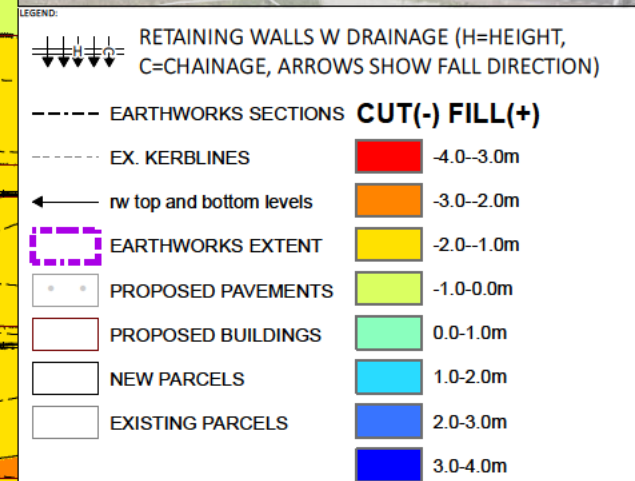 LEGEND:
H C
RETAINING WALLS W DRAINAGE (H=HEIGHT,
C=CHAINAGE, ARROWS SHOW FALL DIRECTION)
EARTHWORKS SECTIONS
EX. KERBLINES
rw top and bottom levels
EARTHWORKS EXTENT
PROPOSED PAVEMENTS
PROPOSED BUILDINGS
NEW PARCELS
EXISTING PARCELS
CUT(-) FILL(+)
-4.0--3.0m
-3.0--2.0m
-2.0--1.0m
-1.0-0.0m
0.0-1.0m
1.0-2.0m
2.0-3.0m
3.0-4.0m